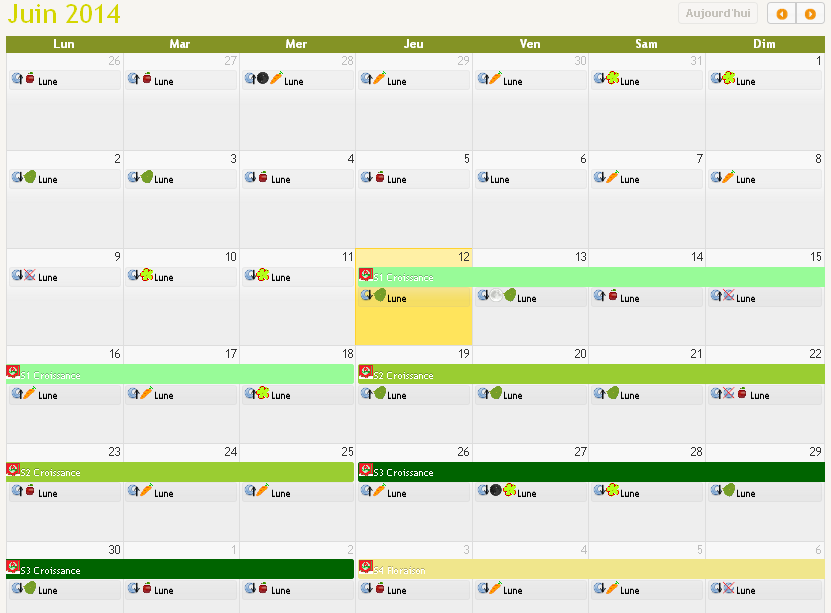 Juin 2014
Aujourd'hui
Lun Mar Mer Jeu Ven Sam Dim
26 27 28 29 30 31 1
Lune Lune Lune Lune Lune Lune Lune
2 3 4 5 6 7 8
Lune Lune Lune Lune Lune Lune Lune
9 10 11 12 13 14 15
S1 Croissance
Lune Lune Lune Lune Lune Lune Lune
16 17 18 19 20 21 22
S1 Croissance S2 Croissance
Lune Lune Lune Lune Lune Lune Lune
23 24 25 26 27 28 29
S2 Croissance S3 Croissance
Lune Lune Lune Lune Lune Lune Lune
30 1 2 3 4 5 6
S3 Croissance S4 Floraison
Lune Lune Lune Lune Lune Lune Lune